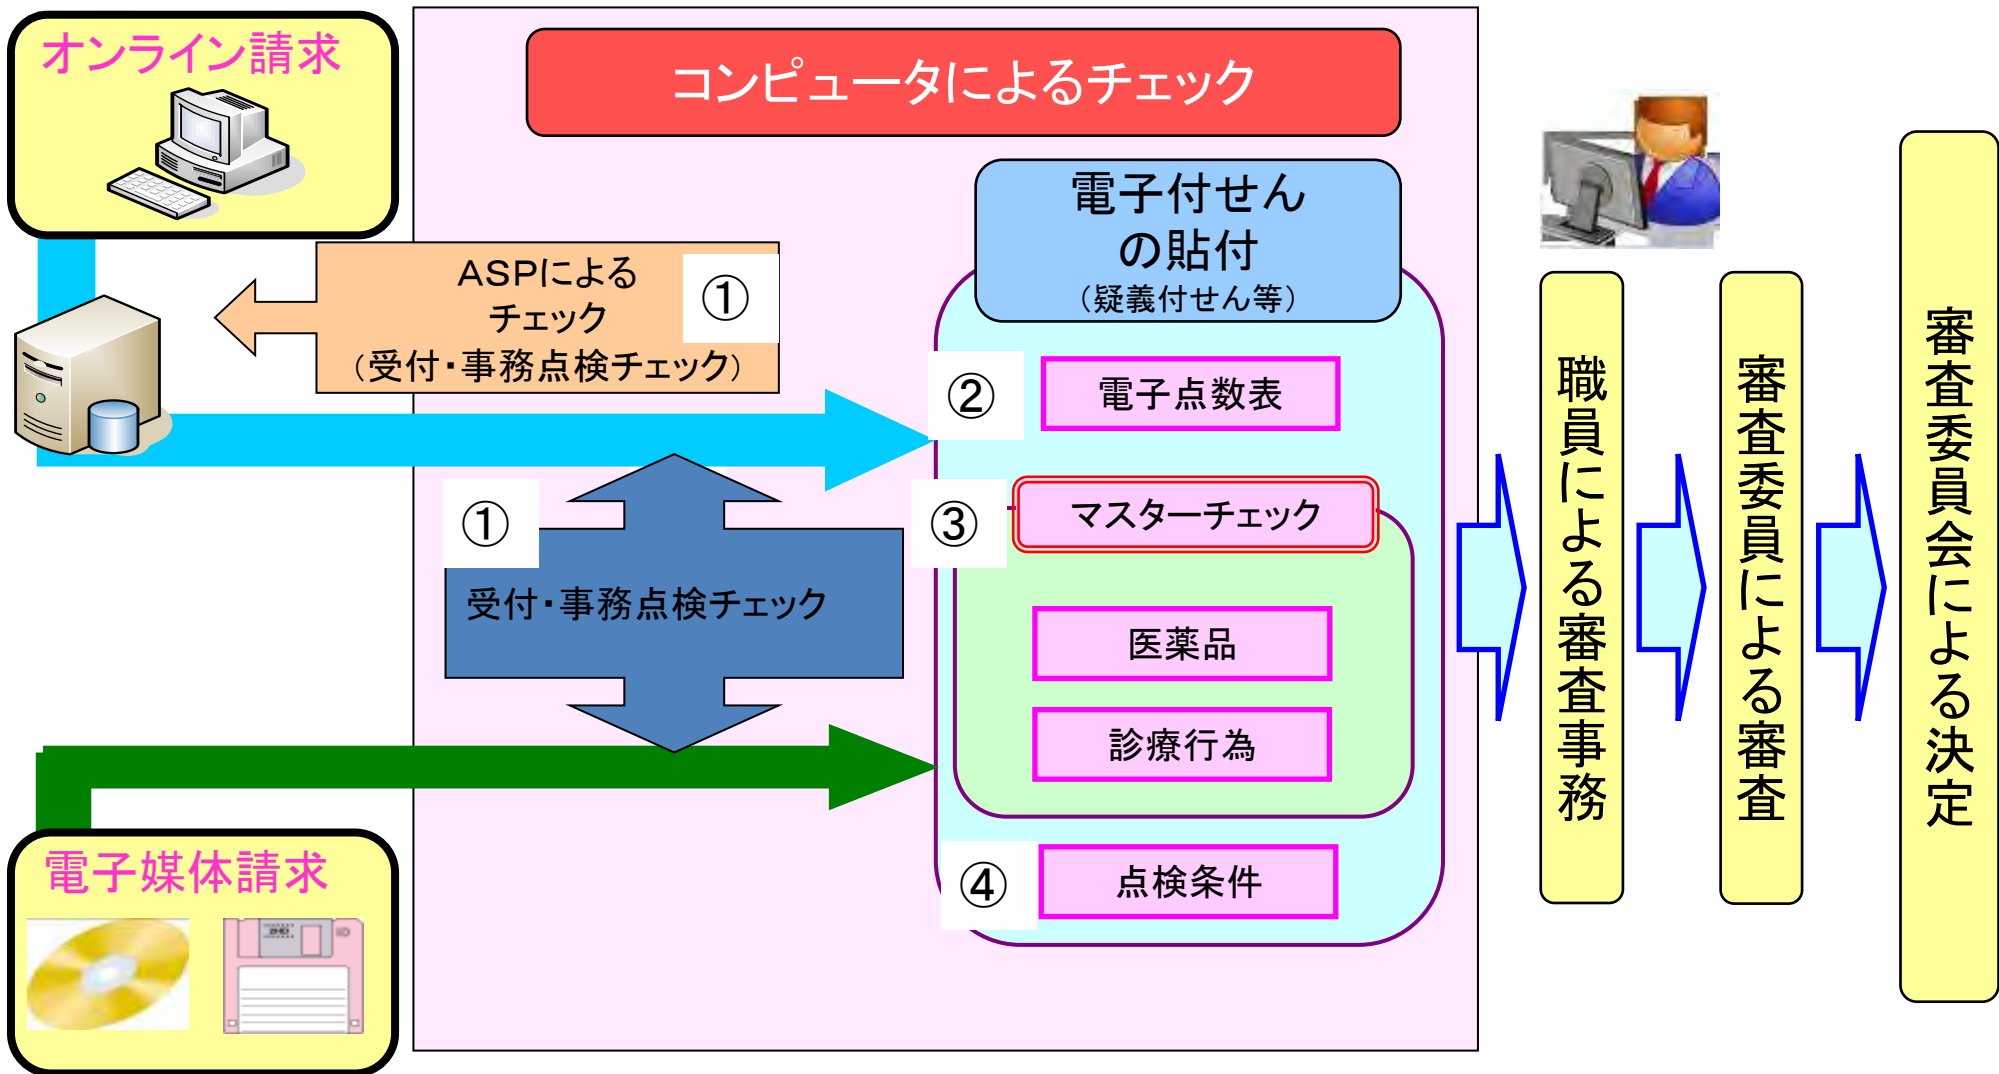 オンライン請求
コンピュータによるチェック
電子付せん
の貼付
（疑義付せん等）
ASPによる
チェック
（受付・事務点検チェック）
①
②
電子点数表
①
受付・事務点検チェック
③
マスターチェック
医薬品
診療行為
④
点検条件
電子媒体請求
2HD
職員による審査事務
審査委員による審査
審査委員会による決定